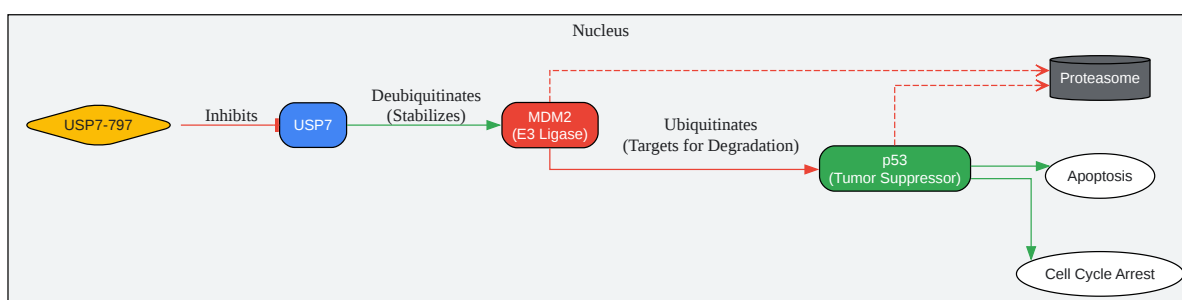 Nucleus
USP7-797
Inhibits
USP7
Deubiquitinates
(Stabilizes)
MDM2
(E3 Ligase)
Ubiquitinates
(Targets for Degradation)
p53
(Tumor Suppressor)
Proteasome
Apoptosis
Cell Cycle Arrest